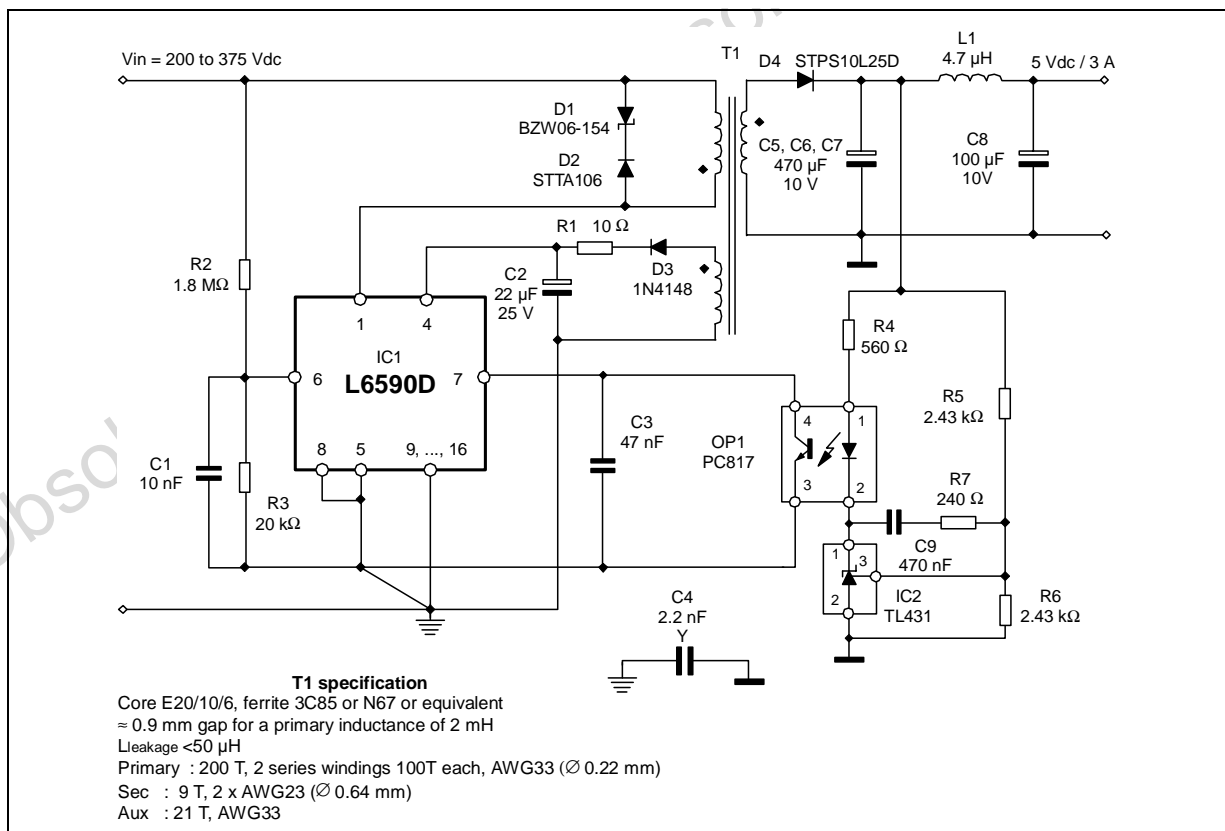 Vin = 200 to 375 Vdc
T1
D4 STPS10L25D
L1
4.7 µH
5 Vdc / 3 A
D1
BZW06-154
D2
STTA106
C5, C6, C7
470 µF
10 V
C8
100 µF
10V
R1 10 Ω
R2
1.8 MΩ
C2
22 µF
25 V
D3
1N4148
1
4
IC1
L6590D
6
7
8
5
9, ..., 16
R4
560 Ω
R5
2.43 kΩ
C3
47 nF
OP1
PC817
4
1
3
2
C1
10 nF
R3
20 kΩ
R7
240 Ω
C9
470 nF
1
3
2
IC2
TL431
R6
2.43 kΩ
C4
2.2 nF
Y
T1 specification
Core E20/10/6, ferrite 3C85 or N67 or equivalent
≈ 0.9 mm gap for a primary inductance of 2 mH
Lleakage <50 µH
Primary : 200 T, 2 series windings 100T each, AWG33 (∅ 0.22 mm)
Sec : 9 T, 2 x AWG23 (∅ 0.64 mm)
Aux : 21 T, AWG33